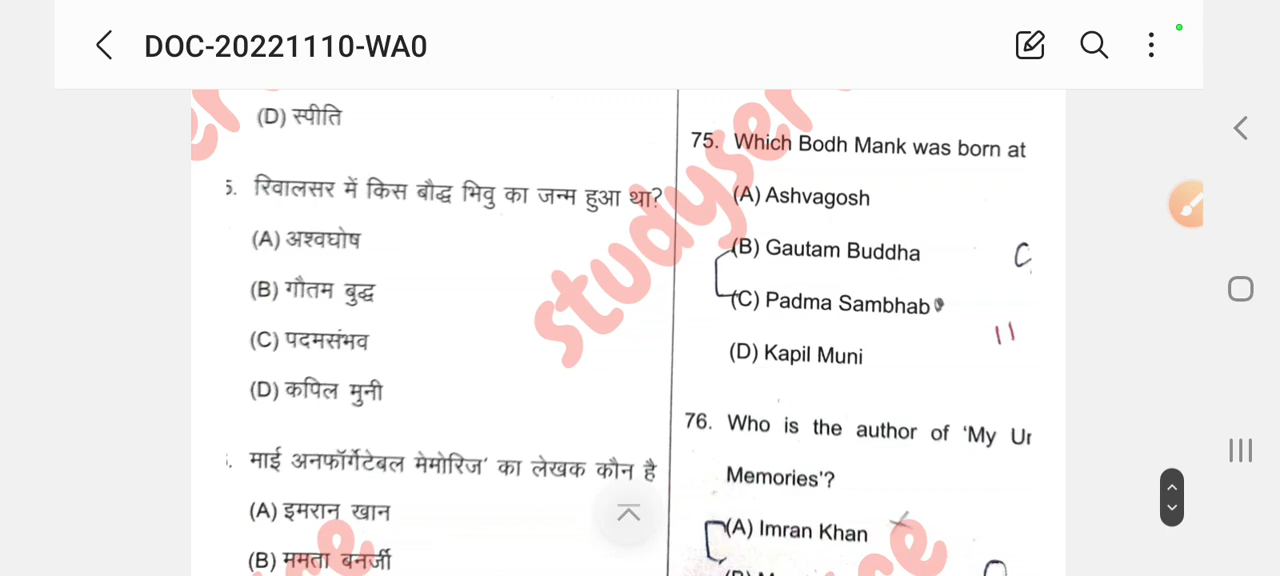 DOC-20221110-WA0
(D) स्पीति
5. रिवालसर में किस बौद्ध भिवु का जन्म हुआ था?
(A) अश्वघोष
(B) गौतम बुद्ध
(C) पदमसंभव
(D) कपिल मुनी
माई अनफॉर्गेटेबल मेमोरिज' का लेखक कौन है
(A) इमरान खान
(B) ममता बनर्जी
75. Which Bodh Mank was born at
(A) Ashvagosh
(B) Gautam Buddha
(C) Padma Sambhab
(D) Kapil Muni
C
11
76. Who is the author of 'My Ur
Memories'?
(A) Imran Khan
studyser